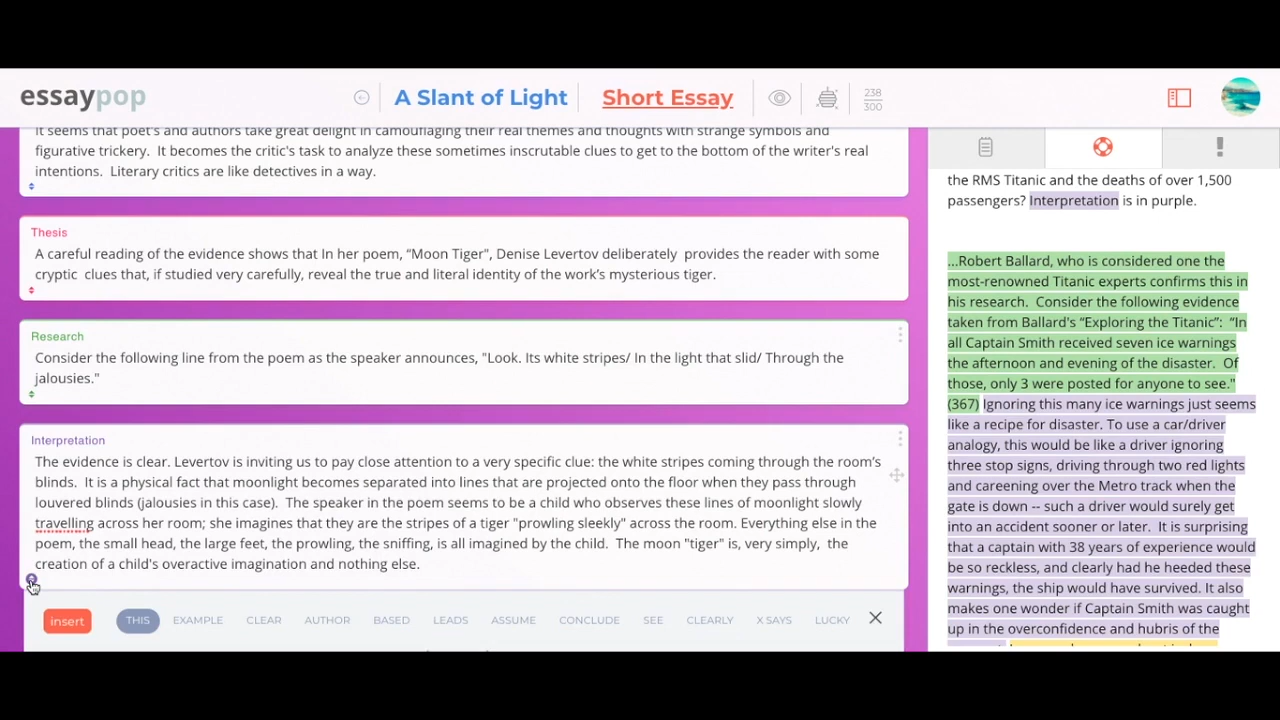 essaypop
A Slant of Light
Short Essay
238
300
It seems that poet's and authors take great delight in camouflaging their real themes and thoughts with strange symbols and
figurative trickery. It becomes the critic's task to analyze these sometimes inscrutable clues to get to the bottom of the writer's real
intentions. Literary critics are like detectives in a way.
Thesis
A careful reading of the evidence shows that In her poem, “Moon Tiger”, Denise Levertov deliberately provides the reader with some
cryptic clues that, if studied very carefully, reveal the true and literal identity of the work's mysterious tiger.
Research
Consider the following line from the poem as the speaker announces, "Look. Its white stripes/ In the light that slid/ Through the
jalousies."
Interpretation
The evidence is clear. Levertov is inviting us to pay close attention to a very specific clue: the white stripes coming through the room’s
blinds. It is a physical fact that moonlight becomes separated into lines that are projected onto the floor when they pass through
louvered blinds (jalousies in this case). The speaker in the poem seems to be a child who observes these lines of moonlight slowly
travelling across her room; she imagines that they are the stripes of a tiger "prowling sleekly" across the room. Everything else in the
poem, the small head, the large feet, the prowling, the sniffing, is all imagined by the child. The moon "tiger" is, very simply, the
creation of a child's overactive imagination and nothing else.
insert THIS EXAMPLE CLEAR AUTHOR BASED LEADS ASSUME CONCLUDE SEE CLEARLY X SAYS LUCKY
the RMS Titanic and the deaths of over 1,500
passengers? Interpretation is in purple.
...Robert Ballard, who is considered one the
most-renowned Titanic experts confirms this in
his research. Consider the following evidence
taken from Ballard's “Exploring the Titanic”: “In
all Captain Smith received seven ice warnings
the afternoon and evening of the disaster. Of
those, only 3 were posted for anyone to see."
(367) Ignoring this many ice warnings just seems
like a recipe for disaster. To use a car/driver
analogy, this would be like a driver ignoring
three stop signs, driving through two red lights
and careening over the Metro track when the
gate is down -- such a driver would surely get
into an accident sooner or later. It is surprising
that a captain with 38 years of experience would
be so reckless, and clearly had he heeded these
warnings, the ship would have survived. It also
makes one wonder if Captain Smith was caught
up in the overconfidence and hubris of the